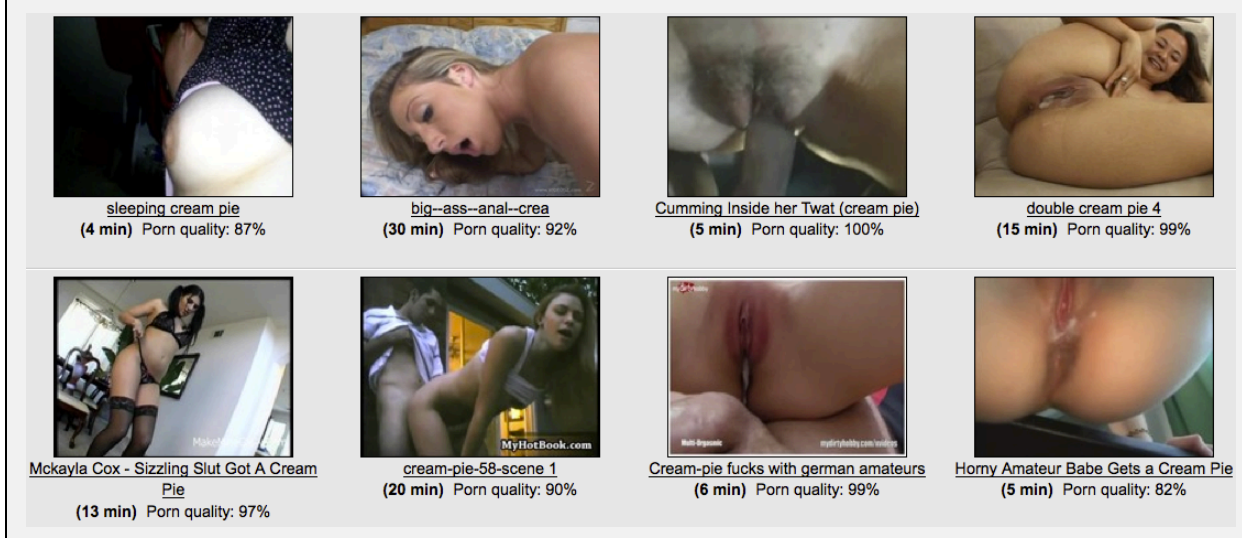 sleeping cream pie
(4 min) Porn quality: 87%
big--ass--anal--crea
(30 min) Porn quality: 92%
Cumming Inside her Twat (cream pie)
(5 min) Porn quality: 100%
double cream pie 4
(15 min) Porn quality: 99%
Mckayla Cox - Sizzling Slut Got A Cream
Pie
(13 min) Porn quality: 97%
MyHotBook.com
cream-pie-58-scene 1
(20 min) Porn quality: 90%
Multi-Orgasmic
Cream-pie fucks with german amateurs
(6 min) Porn quality: 99%
Horny Amateur Babe Gets a Cream Pie
(5 min) Porn quality: 82%